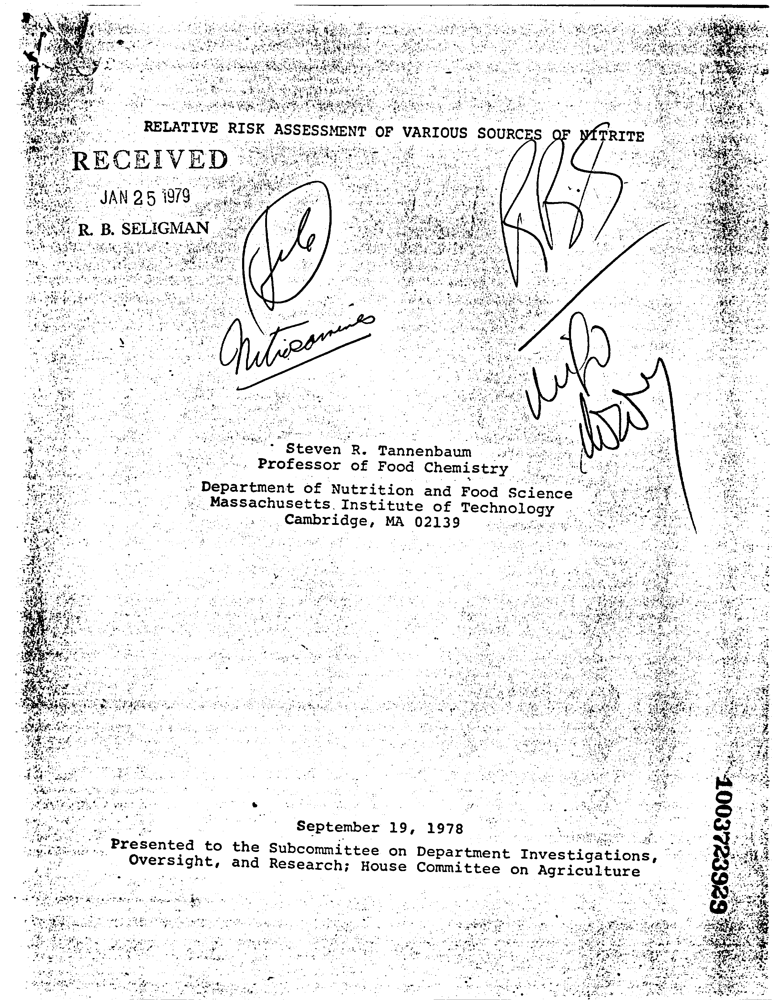 RELATIVE RISK ASSESSMENT OF VARIOUS SOURCES OF NITRITE
RECEIVED
JAN 25 1979
R. B. SELIGMAN
RBS
file
Nitrosamines
Steven R. Tannenbaum
Professor of Food Chemistry
Department of Nutrition and Food Science
Massachusetts Institute of Technology
Cambridge, MA 02139
September 19, 1978
Presented to the Subcommittee on Department Investigations,
Oversight, and Research; House Committee on Agriculture
1003723929